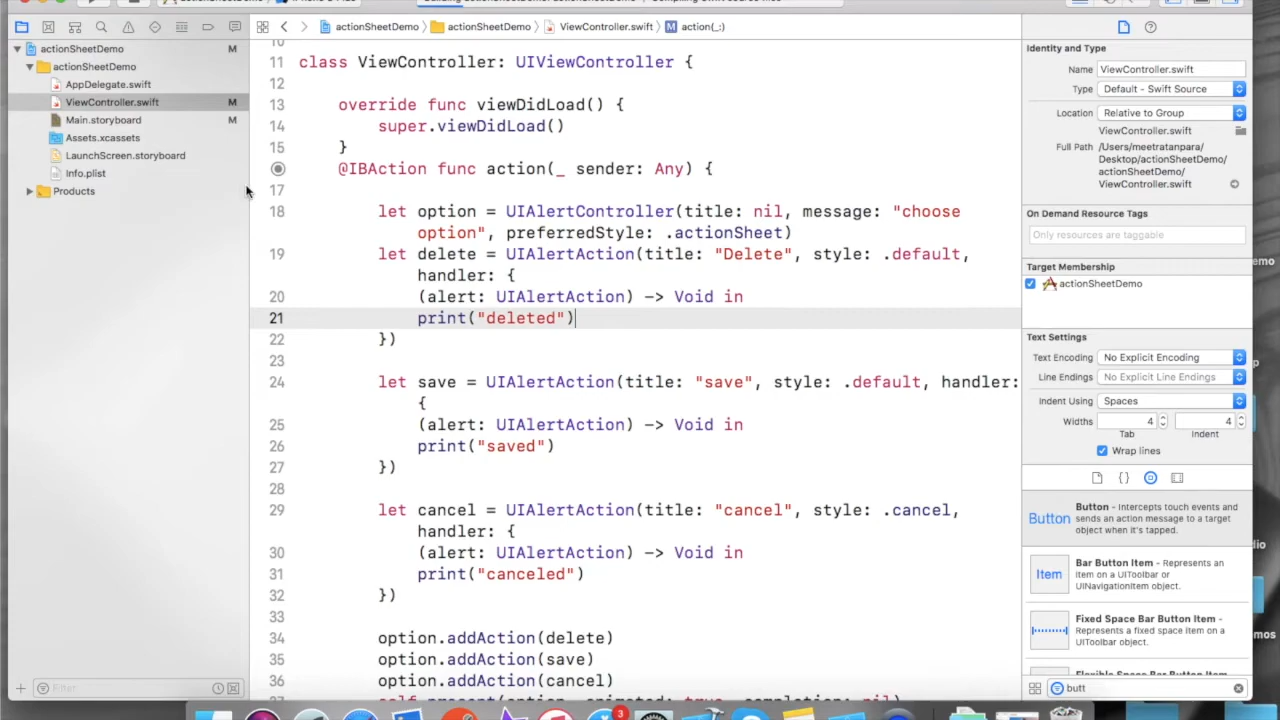 actionSheetDemo
ViewController.swift
action(_:)
actionSheetDemo M
actionSheetDemo
AppDelegate.swift
ViewController.swift M
Main.storyboard M
Assets.xcassets
LaunchScreen.storyboard
Info.plist
Products
Filter
actionSheetDemo actionSheetDemo ViewController.swift M action(_:)
10
11 class ViewController: UIViewController {
12
13 override func viewDidLoad() {
14 super.viewDidLoad()
15 }
@IBAction func action(_ sender: Any) {
17
18 let option = UIAlertController(title: nil, message: "choose
option", preferredStyle: .actionSheet)
19 let delete = UIAlertAction(title: "Delete", style: .default,
handler: {
20 (alert: UIAlertAction) -> Void in
21 print("deleted")
22 })
23
24 let save = UIAlertAction(title: "save", style: .default, handler:
{
25 (alert: UIAlertAction) -> Void in
26 print("saved")
27 })
28
29 let cancel = UIAlertAction(title: "cancel", style: .cancel,
handler: {
30 (alert: UIAlertAction) -> Void in
31 print("canceled")
32 })
33
34 option.addAction(delete)
35 option.addAction(save)
36 option.addAction(cancel)
Identity and Type
Name ViewController.swift
Type Default - Swift Source
Location Relative to Group
ViewController.swift
Full Path /Users/meetratanpara/
Desktop/actionSheetDemo/
actionSheetDemo/
ViewController.swift
On Demand Resource Tags
Only resources are taggable
Target Membership
actionSheetDemo
Text Settings
Text Encoding No Explicit Encoding
Line Endings No Explicit Line Endings
Indent Using Spaces
Widths 4 4
Tab Indent
Wrap lines
Button
Button - Intercepts touch events and
sends an action message to a target
object when it's tapped.
Item
Bar Button Item - Represents an
item on a UIToolbar or
UINavigationItem object.
Fixed Space Bar Button Item -
Represents a fixed space item on a
UIToolbar object.
butt
3